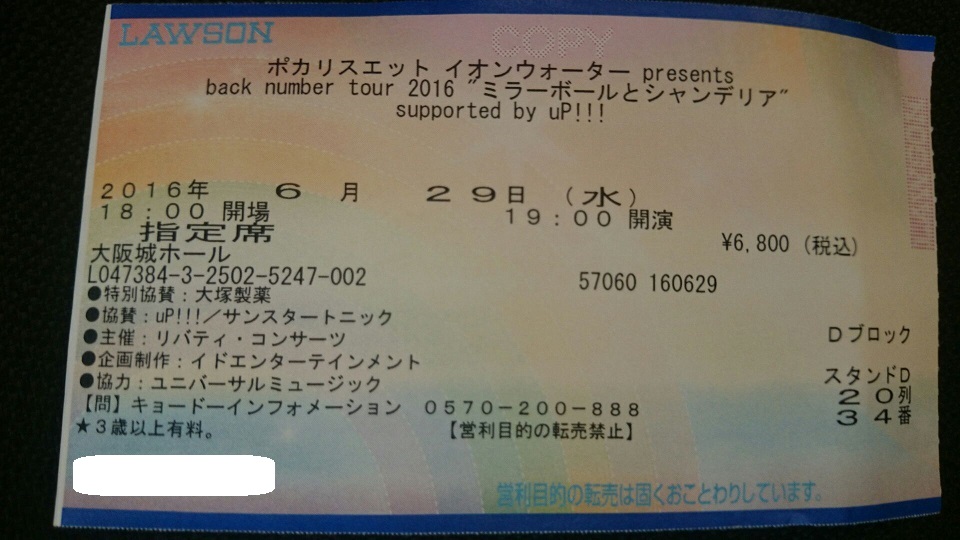 LAWSON
COPY
ポカリスエット イオンウォーター presents
back number tour 2016 "ミラーボールとシャンデリア"
supported by uP!!!
2016年 6月 29日 (水)
18:00 開場 19:00 開演
指定席 ¥6,800 (税込)
大阪城ホール
L047384-3-2502-5247-002 57060 160629
●特別協賛:大塚製薬
●協賛:uP!!!/サンスタートニック
●主催:リバティ・コンサーツ
Dブロック
●企画制作:イドエンターテインメント
●協力:ユニバーサルミュージック
スタンドD
20列
【問】キョードーインフォメーション 0570-200-888
34番
★3歳以上有料。 【営利目的の転売禁止】
営利目的の転売は固くおことわりしています。